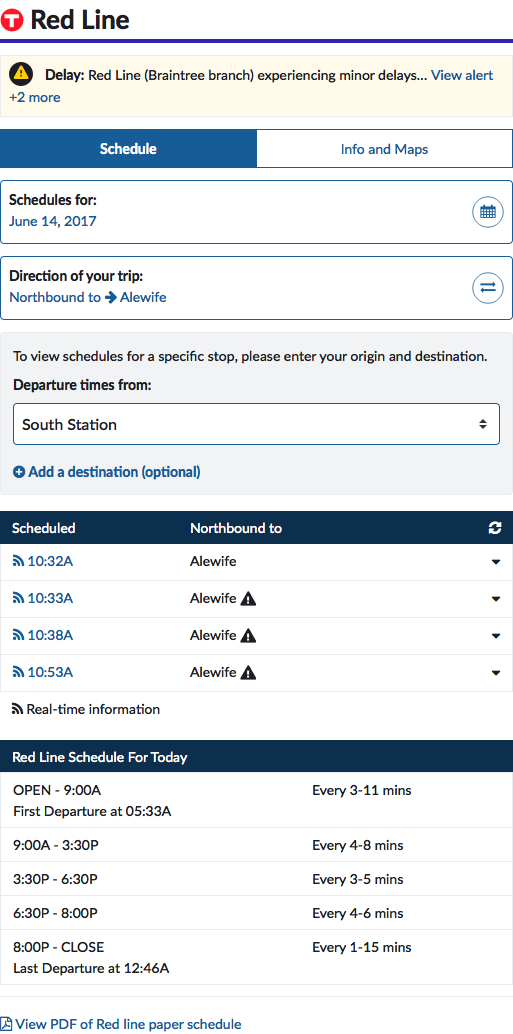 T Red Line
Delay: Red Line (Braintree branch) experiencing minor delays... View alert
+2 more
Schedule
Info and Maps
Schedules for:
June 14, 2017
Direction of your trip:
Northbound to Alewife
To view schedules for a specific stop, please enter your origin and destination.
Departure times from:
South Station
Add a destination (optional)
Scheduled Northbound to
10:32A Alewife
10:33A Alewife
10:38A Alewife
10:53A Alewife
Real-time information
Red Line Schedule For Today
OPEN - 9:00A Every 3-11 mins
First Departure at 05:33A
9:00A - 3:30P Every 4-8 mins
3:30P - 6:30P Every 3-5 mins
6:30P - 8:00P Every 4-6 mins
8:00P - CLOSE Every 1-15 mins
Last Departure at 12:46A
View PDF of Red line paper schedule